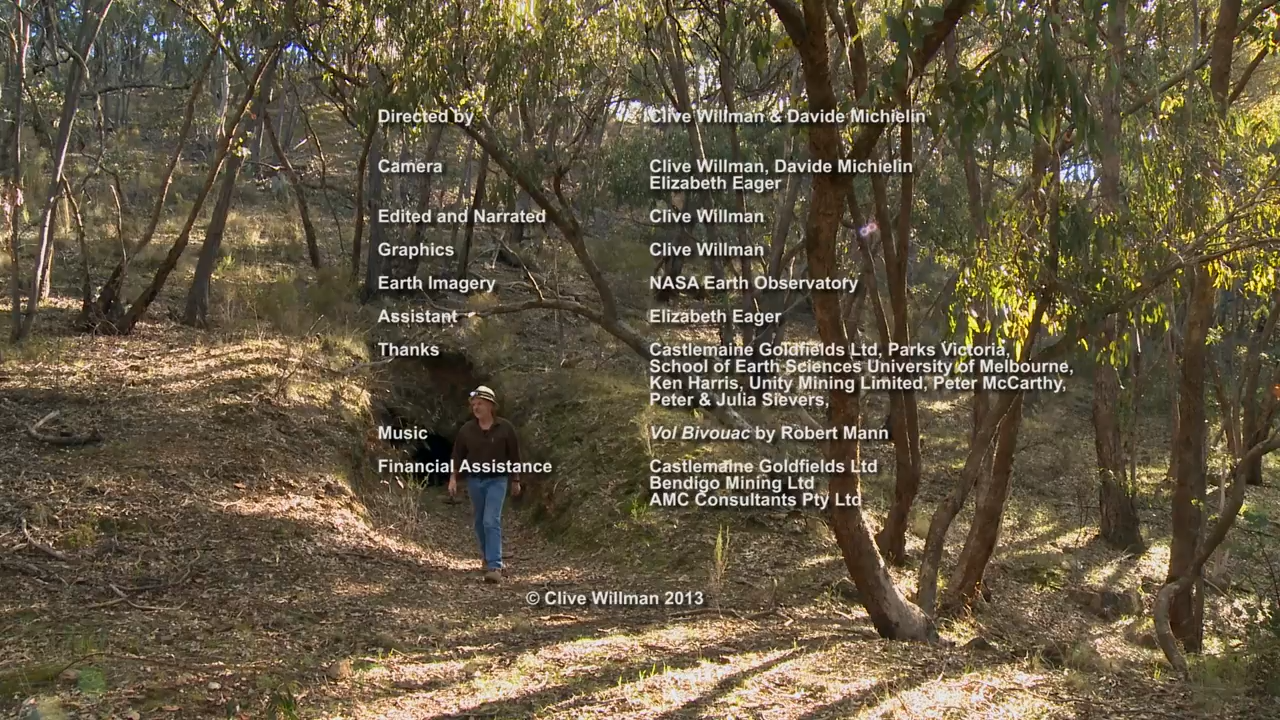 Directed by Clive Willman & Davide Michielin
Camera Clive Willman, Davide Michielin
Elizabeth Eager
Edited and Narrated Clive Willman
Graphics Clive Willman
Earth Imagery NASA Earth Observatory
Assistant Elizabeth Eager
Thanks Castlemaine Goldfields Ltd, Parks Victoria,
School of Earth Sciences University of Melbourne,
Ken Harris, Unity Mining Limited, Peter McCarthy,
Peter & Julia Sievers,
Music Vol Bivouac by Robert Mann
Financial Assistance Castlemaine Goldfields Ltd
Bendigo Mining Ltd
AMC Consultants Pty Ltd
© Clive Willman 2013